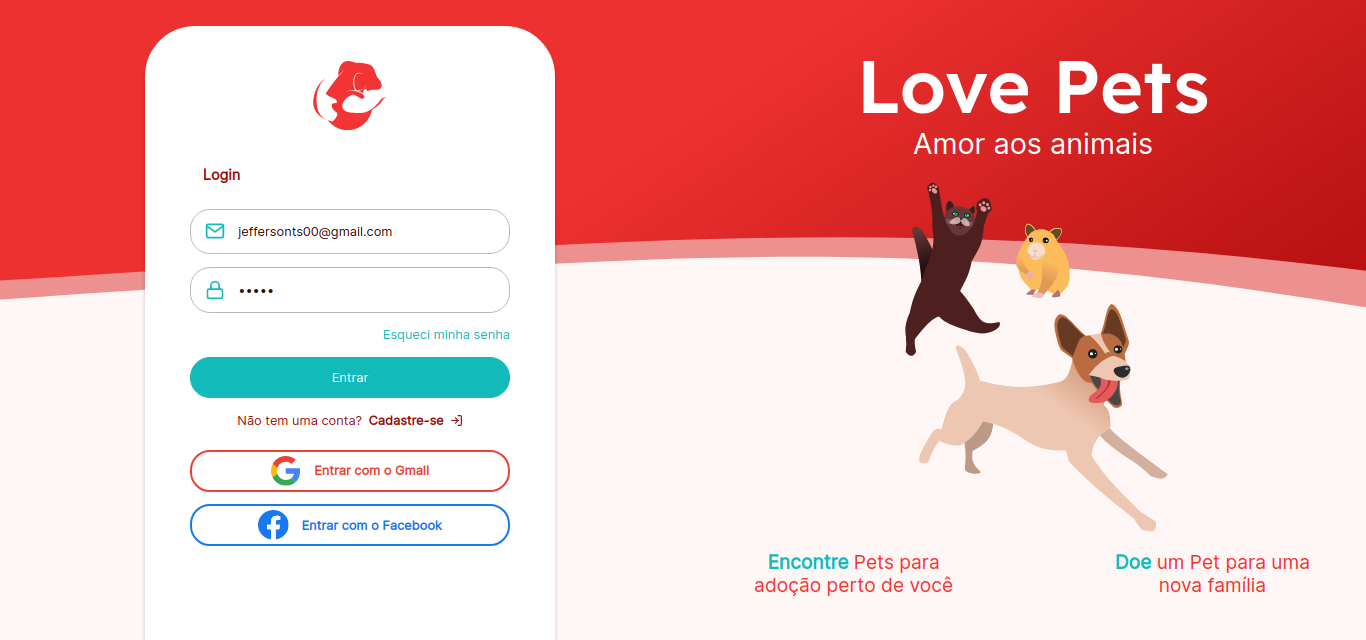 Login
jeffersonts00@gmail.com
•••••
Esqueci minha senha
Entrar
Não tem uma conta? Cadastre-se
Entrar com o Gmail
Entrar com o Facebook
Love Pets
Amor aos animais
Encontre Pets para
adoção perto de você
Doe um Pet para uma
nova família